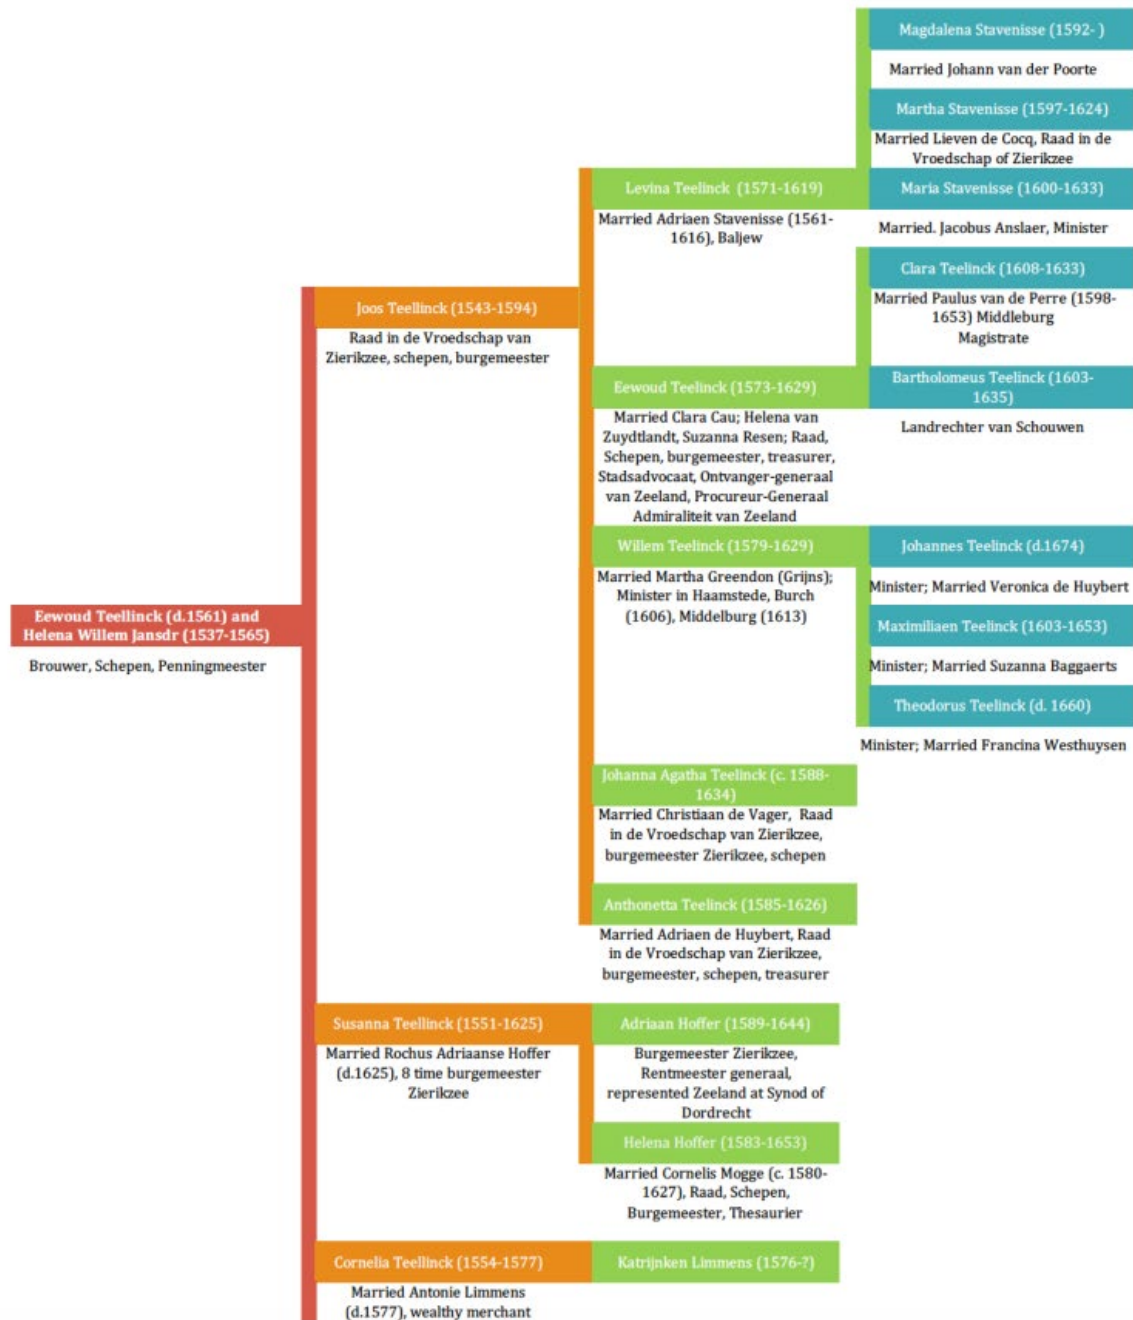 Eewoud Teellinck (d.1561) and
Helena Willem Jansdr (1537-1565)
Brouwer, Schepen, Penningmeester
Joos Teellinck (1543-1594)
Raad in de Vroedschap van
Zierikzee, schepen, burgemeester
Levina Teelinck (1571-1619)
Married Adriaen Stavenisse (1561-
1616), Baljew
Magdalena Stavenisse (1592- )
Married Johann van der Poorte
Martha Stavenisse (1597-1624)
Married Lieven de Cocq, Raad in de
Vroedschap of Zierikzee
Maria Stavenisse (1600-1633)
Married. Jacobus Anslaer, Minister
Eewoud Teelinck (1573-1629)
Married Clara Cau; Helena van
Zuydtlandt, Suzanna Resen; Raad,
Schepen, burgemeester, treasurer,
Stadsadvocaat, Ontvanger-generaal
van Zeeland, Procureur-Generaal
Admiraliteit van Zeeland
Clara Teelinck (1608-1633)
Married Paulus van de Perre (1598-
1653) Middleburg
Magistrate
Bartholomeus Teelinck (1603-
1635)
Landrechter van Schouwen
Willem Teelinck (1579-1629)
Married Martha Greendon (Grijns);
Minister in Haamstede, Burch
(1606), Middelburg (1613)
Johannes Teelinck (d.1674)
Minister; Married Veronica de Huybert
Maximiliaen Teelinck (1603-1653)
Minister; Married Suzanna Baggaerts
Theodorus Teelinck (d. 1660)
Minister; Married Francina Westhuysen
Johanna Agatha Teelinck (c. 1588-
1634)
Married Christiaan de Vager, Raad
in de Vroedschap van Zierikzee,
burgemeester Zierikzee, schepen
Anthonetta Teelinck (1585-1626)
Married Adriaen de Huybert, Raad
in de Vroedschap van Zierikzee,
burgemeester, schepen, treasurer
Susanna Teellinck (1551-1625)
Married Rochus Adriaanse Hoffer
(d.1625), 8 time burgemeester
Zierikzee
Adriaan Hoffer (1589-1644)
Burgemeester Zierikzee,
Rentmeester generaal,
represented Zeeland at Synod of
Dordrecht
Helena Hoffer (1583-1653)
Married Cornelis Mogge (c. 1580-
1627), Raad, Schepen,
Burgemeester, Thesaurier
Cornelia Teellinck (1554-1577)
Married Antonie Limmens
(d.1577), wealthy merchant
Katrijnken Limmens (1576-?)